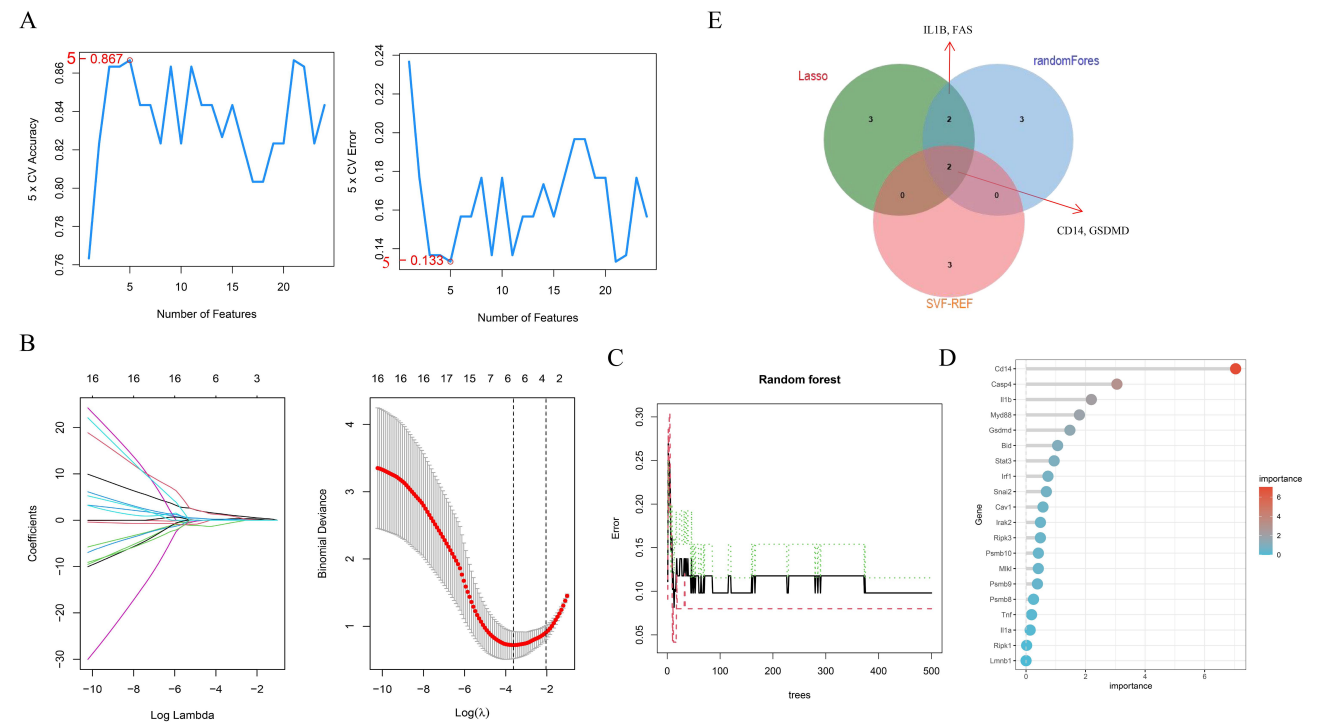 A
5 - 0.867
5 x CV Accuracy
0.76 0.78 0.80 0.82 0.84 0.86
5 10 15 20
Number of Features
5 - 0.133
5 x CV Error
0.14 0.16 0.18 0.20 0.22 0.24
5 10 15 20
Number of Features
E
IL1B, FAS
Lasso
randomFores
3
2
3
2
0
0
CD14, GSDMD
3
SVF-REF
B
16 16 16 6 3
Coefficients
20
10
0
-10
-20
-30
-10 -8 -6 -4 -2
Log Lambda
16 16 16 17 15 7 6 6 4 2
Binomial Deviance
4
3
2
1
-10 -8 -6 -4 -2
Log(λ)
C
Random forest
Error
0.05 0.10 0.15 0.20 0.25 0.30
0 100 200 300 400 500
trees
D
Gene
Cd14
Casp4
Il1b
Myd88
Gsdmd
Bid
Stat3
Irf1
Snai2
Cav1
Irak2
Ripk3
Psmb10
Mlkl
Psmb9
Psmb8
Tnf
Il1a
Ripk1
Lmnb1
0 2 4 6
importance
importance
6
4
2
0